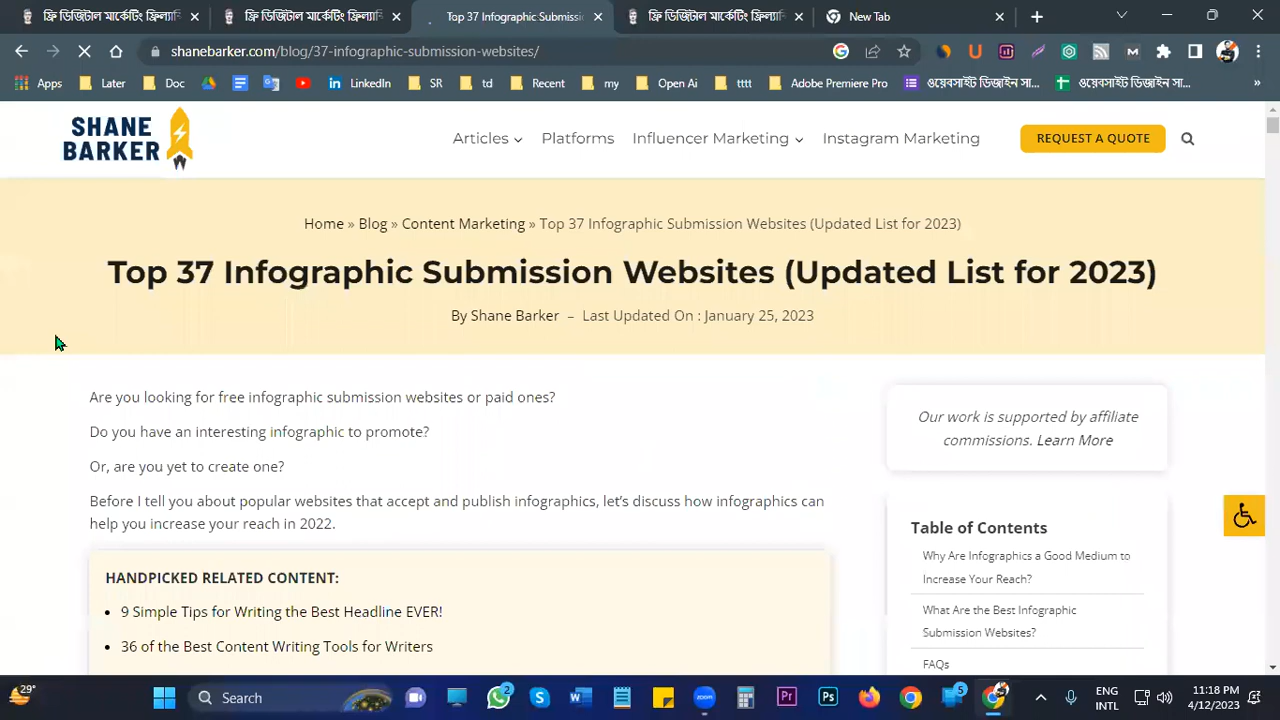 ফ্রি ডিজিটাল মার্কেটিং ফ্রিল্যান্সি
ফ্রি ডিজিটাল মার্কেটিং ফ্রিল্যান্সি
Top 37 Infographic Submissi
ফ্রি ডিজিটাল মার্কেটিং ফ্রিল্যান্সি
New Tab
shanebarker.com/blog/37-infographic-submission-websites/
Apps
Later
Doc
LinkedIn
SR
td
Recent
my
Open Ai
tttt
Adobe Premiere Pro
ওয়েবসাইট ডিজাইন সা...
ওয়েবসাইট ডিজাইন সা...
SHANE
BARKER
Articles
Platforms
Influencer Marketing
Instagram Marketing
REQUEST A QUOTE
Home » Blog » Content Marketing » Top 37 Infographic Submission Websites (Updated List for 2023)
Top 37 Infographic Submission Websites (Updated List for 2023)
By Shane Barker – Last Updated On : January 25, 2023
Are you looking for free infographic submission websites or paid ones?
Do you have an interesting infographic to promote?
Or, are you yet to create one?
Before I tell you about popular websites that accept and publish infographics, let's discuss how infographics can
help you increase your reach in 2022.
HANDPICKED RELATED CONTENT:
• 9 Simple Tips for Writing the Best Headline EVER!
• 36 of the Best Content Writing Tools for Writers
Our work is supported by affiliate
commissions. Learn More
Table of Contents
Why Are Infographics a Good Medium to
Increase Your Reach?
What Are the Best Infographic
Submission Websites?
FAQs
29°
Search
2
zoom
Pr
Ps
5
ENG
INTL
11:18 PM
4/12/2023